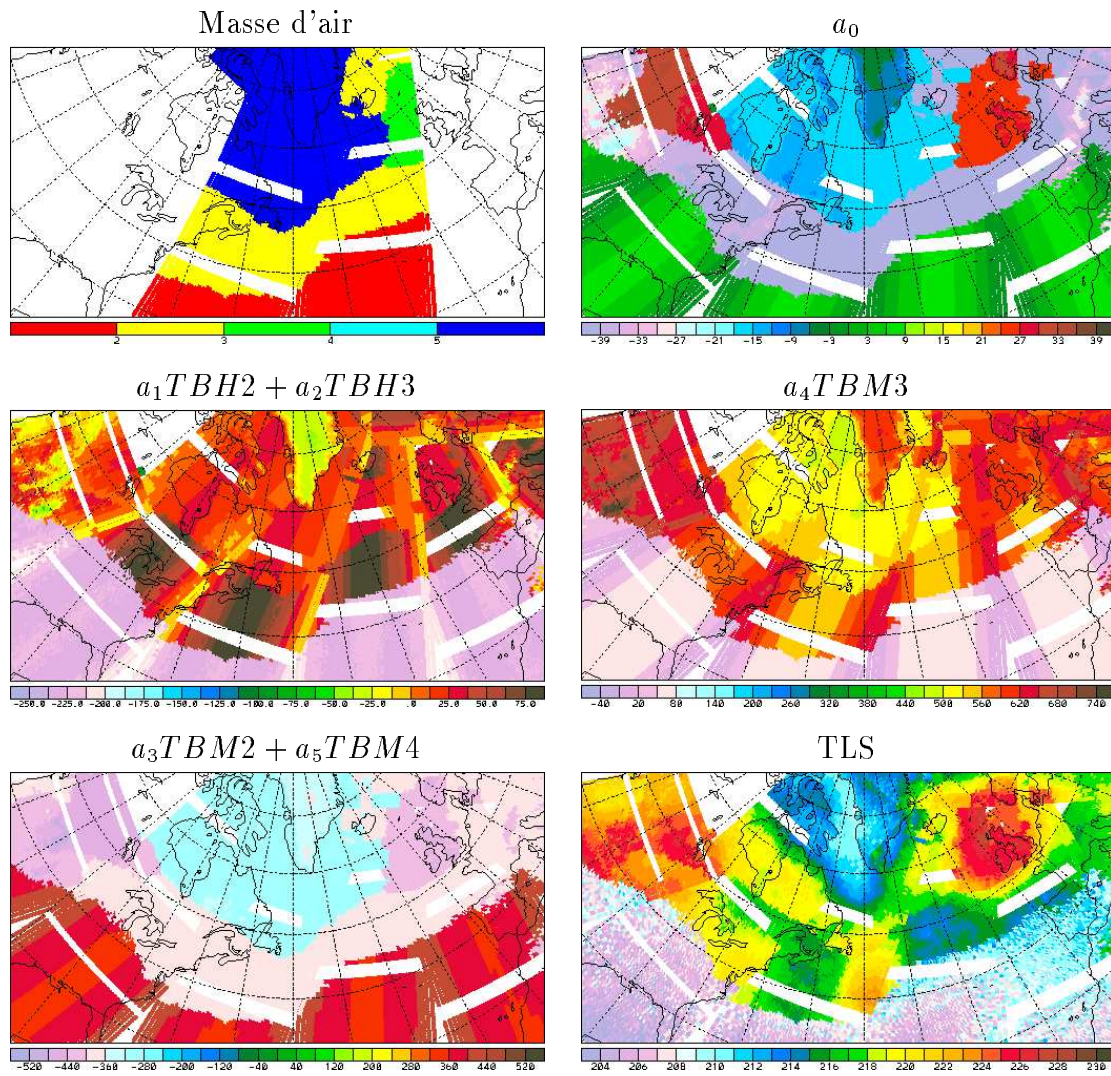 Masse d'air
a0
2 3 4 5
-39 -33 -27 -21 -15 -9 -3 3 9 15 21 27 33 39
a1TBH2 + a2TBH3
a4TBM3
-250.0 -225.0 -200.0 -175.0 -150.0 -125.0 -100.0 -75.0 -50.0 -25.0 .0 25.0 50.0 75.0
-40 20 80 140 200 260 320 380 440 500 560 620 680 740
a3TBM2 + a5TBM4
TLS
-520 -440 -360 -280 -200 -120 -40 40 120 200 280 360 440 520
204 206 208 210 212 214 216 218 220 222 224 226 228 230